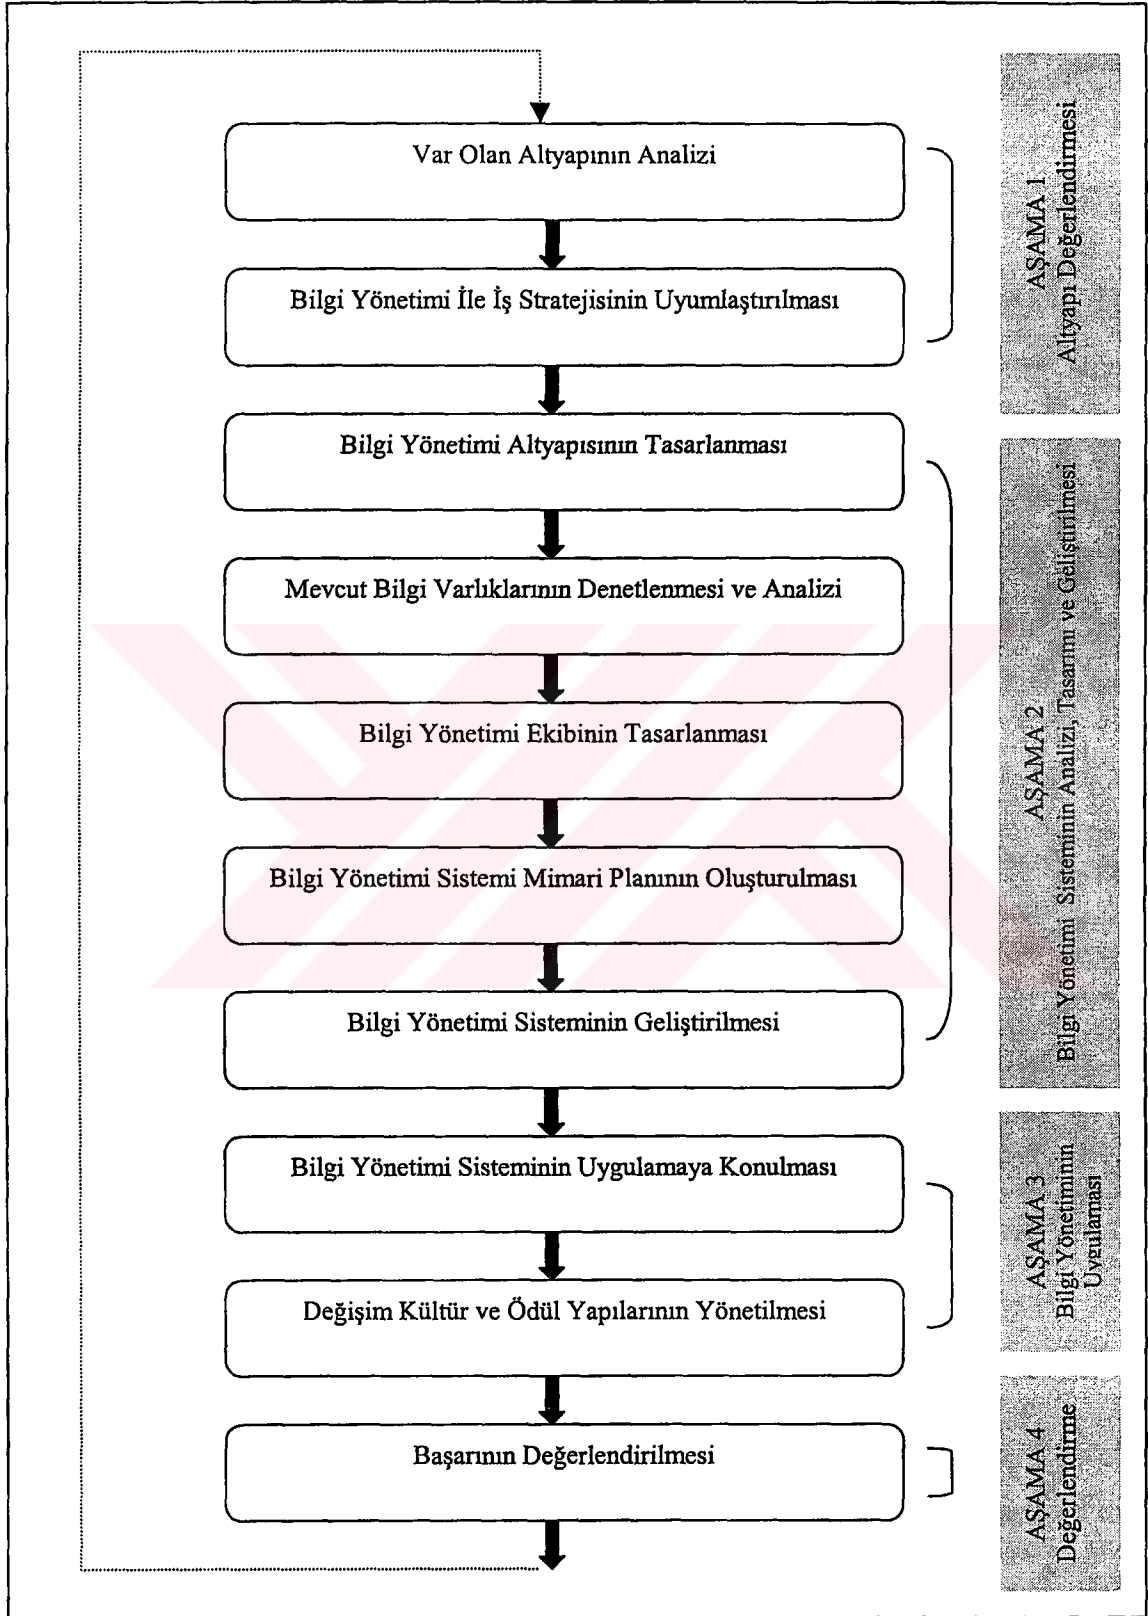 Var Olan Altyapının Analizi
Bilgi Yönetimi İle İş Stratejisinin Uyumlaştırılması
AŞAMA 1
Altyapı Değerlendirmesi
Bilgi Yönetimi Altyapısının Tasarlanması
Mevcut Bilgi Varlıklarının Denetlenmesi ve Analizi
Bilgi Yönetimi Ekibinin Tasarlanması
Bilgi Yönetimi Sistemi Mimari Planının Oluşturulması
Bilgi Yönetimi Sisteminin Geliştirilmesi
AŞAMA 2
Bilgi Yönetimi Sisteminin Analizi, Tasarımı ve Geliştirilmesi
Bilgi Yönetimi Sisteminin Uygulamaya Konulması
Değişim Kültür ve Ödül Yapılarının Yönetilmesi
AŞAMA 3
Bilgi Yönetiminin
Uygulaması
Başarının Değerlendirilmesi
AŞAMA 4
Değerlendirme